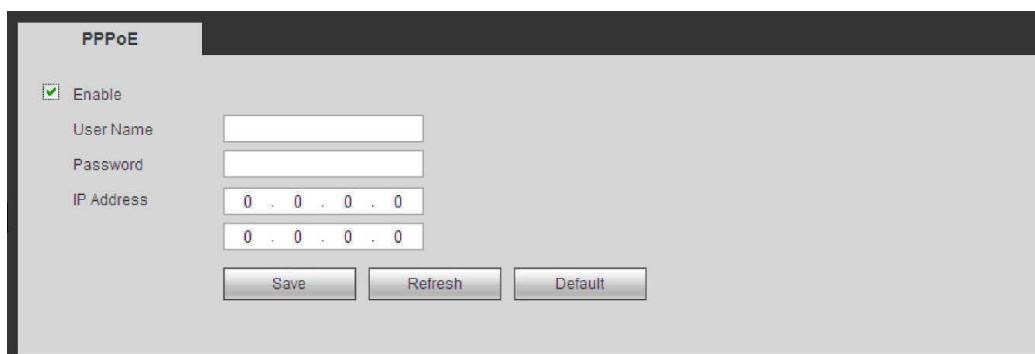 PPPoE
Enable
User Name
Password
IP Address 0 . 0 . 0 . 0
0 . 0 . 0 . 0
Save Refresh Default